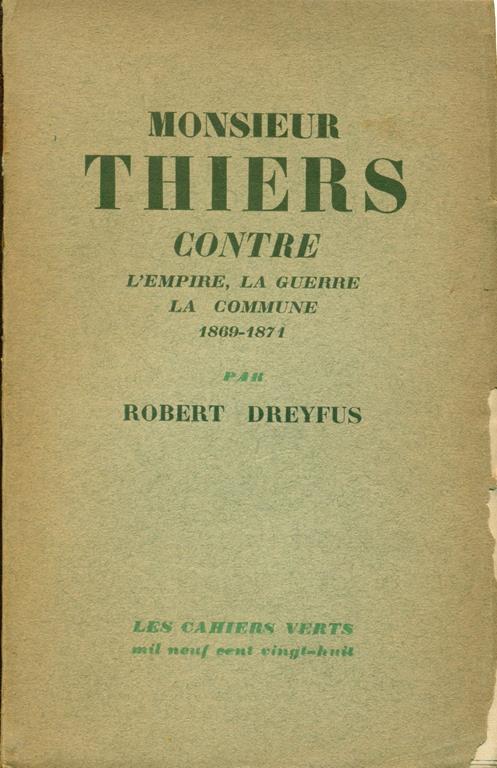 MONSIEUR
THIERS
CONTRE
L'EMPIRE, LA GUERRE
LA COMMUNE
1869-1871
PAR
ROBERT DREYFUS
LES CAHIERS VERTS
mil neuf cent vingt-huit